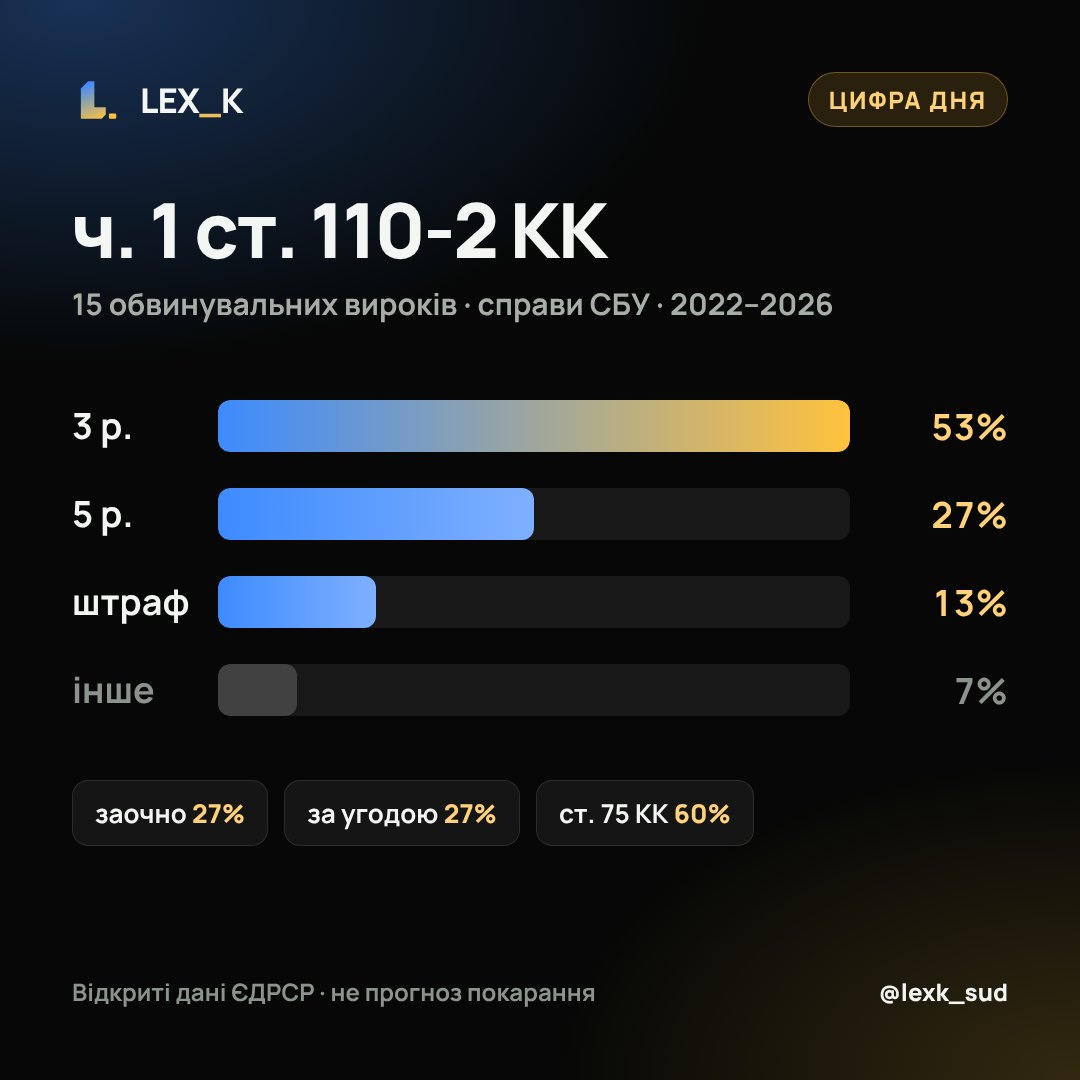 LEX_K
ЦИФРА ДНЯ
ч. 1 ст. 110-2 КК
15 обвинувальних вироків · справи СБУ · 2022–2026
3 р. 53%
5 р. 27%
штраф 13%
інше 7%
заочно 27% за угодою 27% ст. 75 КК 60%
Відкриті дані ЄДРСР · не прогноз покарання
@lexk_sud